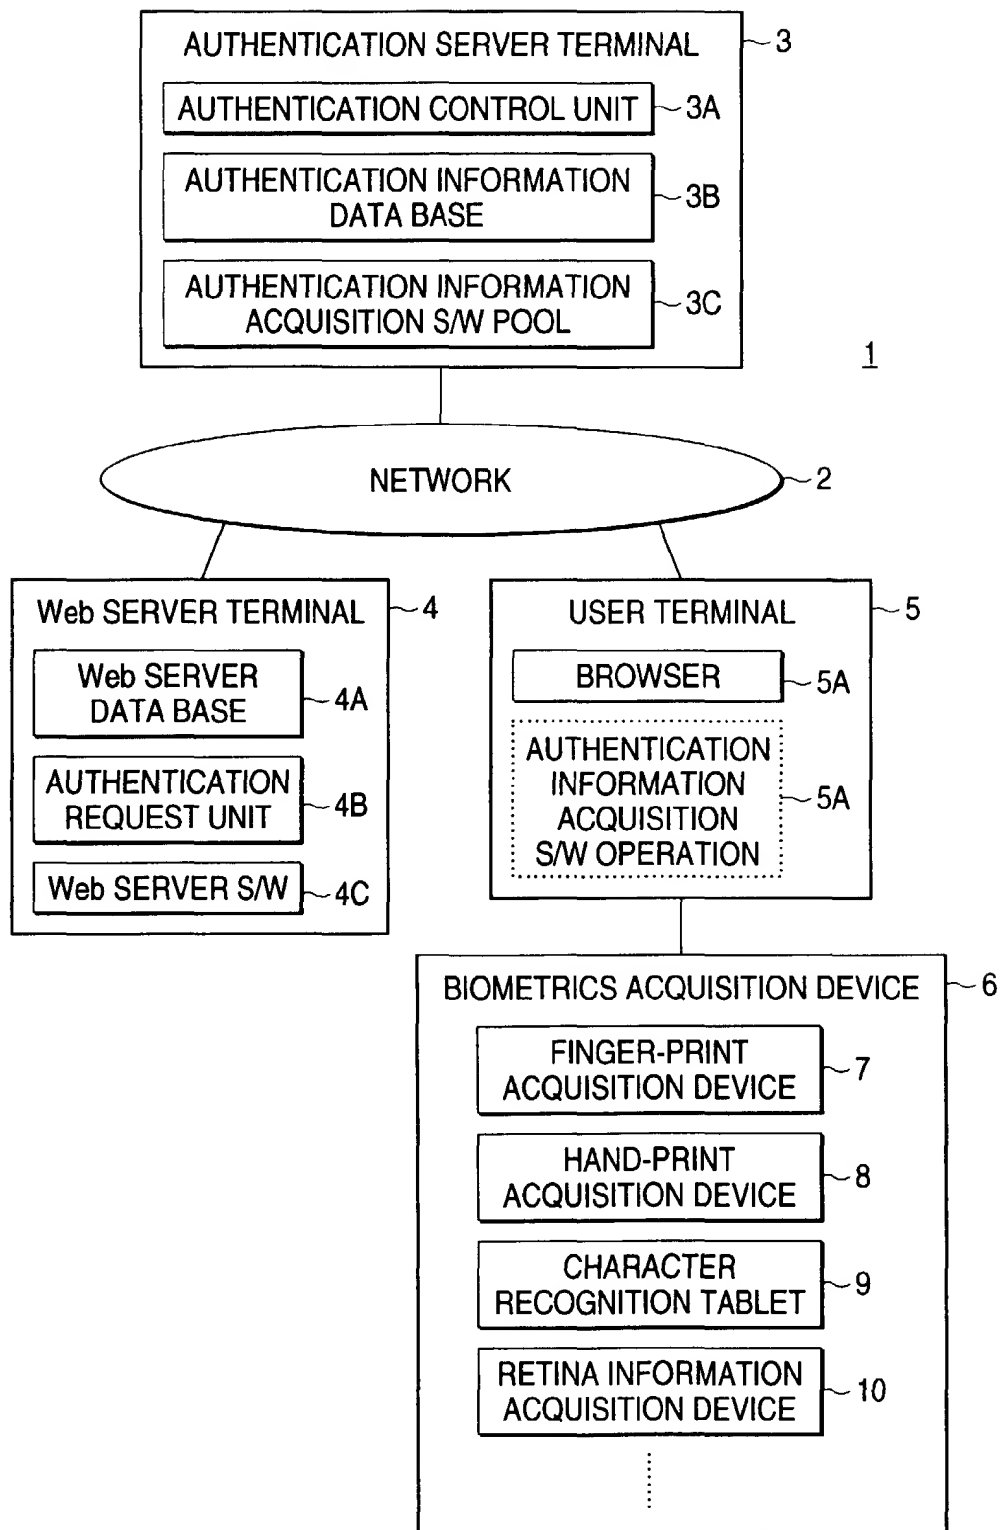 AUTHENTICATION SERVER TERMINAL
3
AUTHENTICATION CONTROL UNIT
3A
AUTHENTICATION INFORMATION
DATA BASE
3B
AUTHENTICATION INFORMATION
ACQUISITION S/W POOL
3C
1
NETWORK
2
Web SERVER TERMINAL
4
Web SERVER
DATA BASE
4A
AUTHENTICATION
REQUEST UNIT
4B
Web SERVER S/W
4C
USER TERMINAL
5
BROWSER
5A
AUTHENTICATION
INFORMATION
ACQUISITION
S/W OPERATION
5A
BIOMETRICS ACQUISITION DEVICE
6
FINGER-PRINT
ACQUISITION DEVICE
7
HAND-PRINT
ACQUISITION DEVICE
8
CHARACTER
RECOGNITION TABLET
9
RETINA INFORMATION
ACQUISITION DEVICE
10